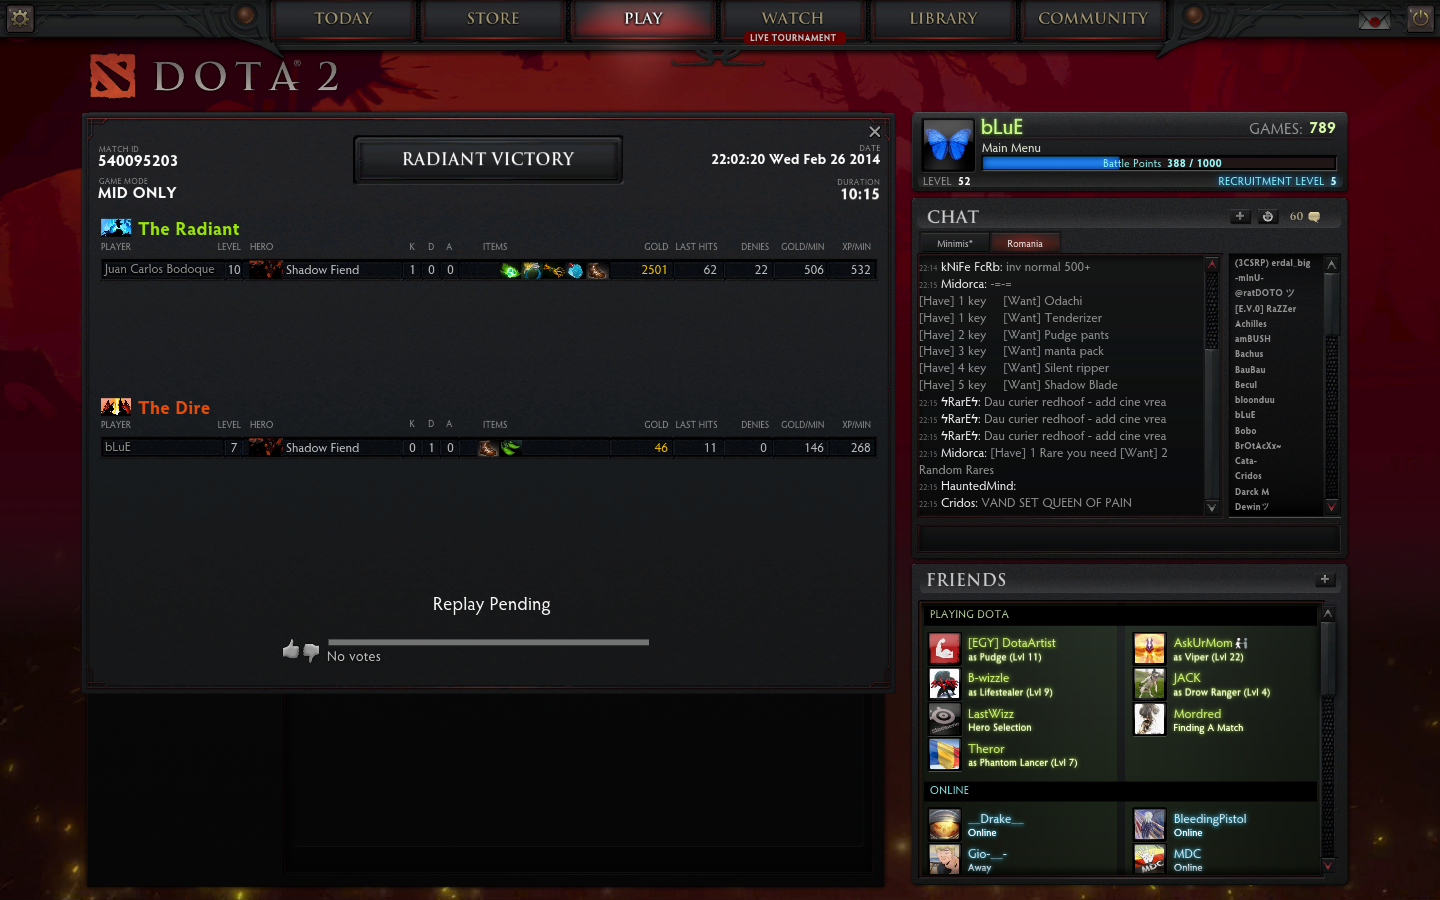 TODAY
STORE
PLAY
WATCH
LIBRARY
COMMUNITY
LIVE TOURNAMENT
DOTA® 2
MATCH ID
540095203
GAME MODE
MID ONLY
RADIANT VICTORY
DATE
22:02:20 Wed Feb 26 2014
DURATION
10:15
The Radiant
PLAYER LEVEL HERO K D A ITEMS GOLD LAST HITS DENIES GOLD/MIN XP/MIN
Juan Carlos Bodoque 10 Shadow Fiend 1 0 0 2501 62 22 506 532
The Dire
PLAYER LEVEL HERO K D A ITEMS GOLD LAST HITS DENIES GOLD/MIN XP/MIN
bLuE 7 Shadow Fiend 0 1 0 46 11 0 146 268
Replay Pending
No votes
bLuE
GAMES: 789
Main Menu
Battle Points 388 / 1000
LEVEL 52
RECRUITMENT LEVEL 5
CHAT
60
Minimis*
Romania
22:14 kNiFe FcRb: inv normal 500+
22:15 Midorca: -=-=
[Have] 1 key [Want] Odachi
[Have] 1 key [Want] Tenderizer
[Have] 2 key [Want] Pudge pants
[Have] 3 key [Want] manta pack
[Have] 4 key [Want] Silent ripper
[Have] 5 key [Want] Shadow Blade
22:15 ϟRarEϟ: Dau curier redhoof - add cine vrea
22:15 ϟRarEϟ: Dau curier redhoof - add cine vrea
22:15 ϟRarEϟ: Dau curier redhoof - add cine vrea
22:15 Midorca: [Have] 1 Rare you need [Want] 2
Random Rares
22:15 HauntedMind:
22:15 Cridos: VAND SET QUEEN OF PAIN
(3CSRP) erdal_big
-mInU-
@ratDOTO ツ
[E.V.0] RaZZer
Achilles
amBUSH
Bachus
BauBau
Becul
bloonduu
bLuE
Bobo
BrOtAcXx~
Cata-
Cridos
Darck M
Dewinツ
FRIENDS
PLAYING DOTA
[EGY] DotaArtist
as Pudge (Lvl 11)
AskUrMom
as Viper (Lvl 22)
B-wizzle
as Lifestealer (Lvl 9)
JACK
as Drow Ranger (Lvl 4)
LastWizz
Hero Selection
Mordred
Finding A Match
Theror
as Phantom Lancer (Lvl 7)
ONLINE
__Drake__
Online
BleedingPistol
Online
Gio-__-
Away
MDC
Online
MDC